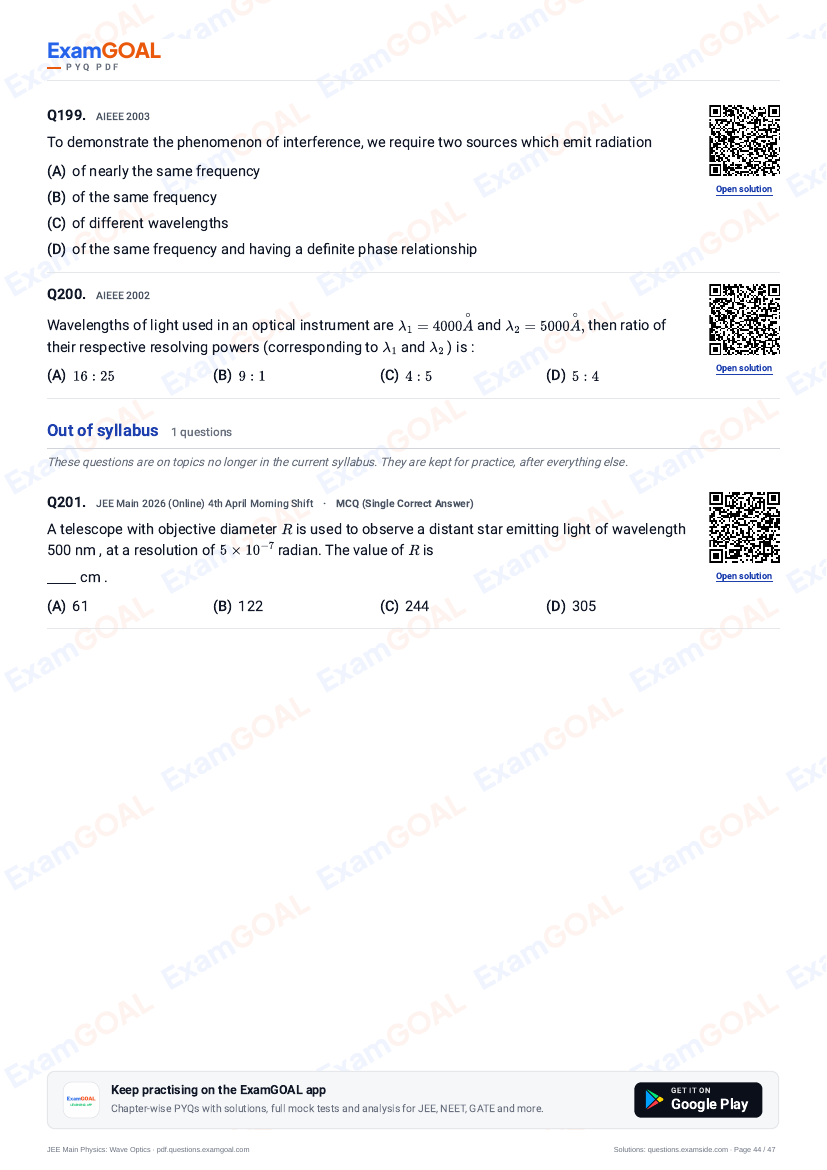 ExamGOAL
PYQ PDF
Q199. AIEEE 2003
To demonstrate the phenomenon of interference, we require two sources which emit radiation
(A) of nearly the same frequency
(B) of the same frequency
(C) of different wavelengths
(D) of the same frequency and having a definite phase relationship
Open solution
Q200. AIEEE 2002
Wavelengths of light used in an optical instrument are λ₁ = 4000Å and λ₂ = 5000Å, then ratio of
their respective resolving powers (corresponding to λ₁ and λ₂ ) is :
(A) 16 : 25 (B) 9 : 1 (C) 4 : 5 (D) 5 : 4
Open solution
Out of syllabus 1 questions
These questions are on topics no longer in the current syllabus. They are kept for practice, after everything else.
Q201. JEE Main 2026 (Online) 4th April Morning Shift · MCQ (Single Correct Answer)
A telescope with objective diameter R is used to observe a distant star emitting light of wavelength
500 nm , at a resolution of 5 × 10⁻⁷ radian. The value of R is
____ cm .
(A) 61 (B) 122 (C) 244 (D) 305
Open solution
Keep practising on the ExamGOAL app
Chapter-wise PYQs with solutions, full mock tests and analysis for JEE, NEET, GATE and more.
GET IT ON
Google Play
JEE Main Physics: Wave Optics · pdf.questions.examgoal.com
Solutions: questions.examside.com · Page 44 / 47